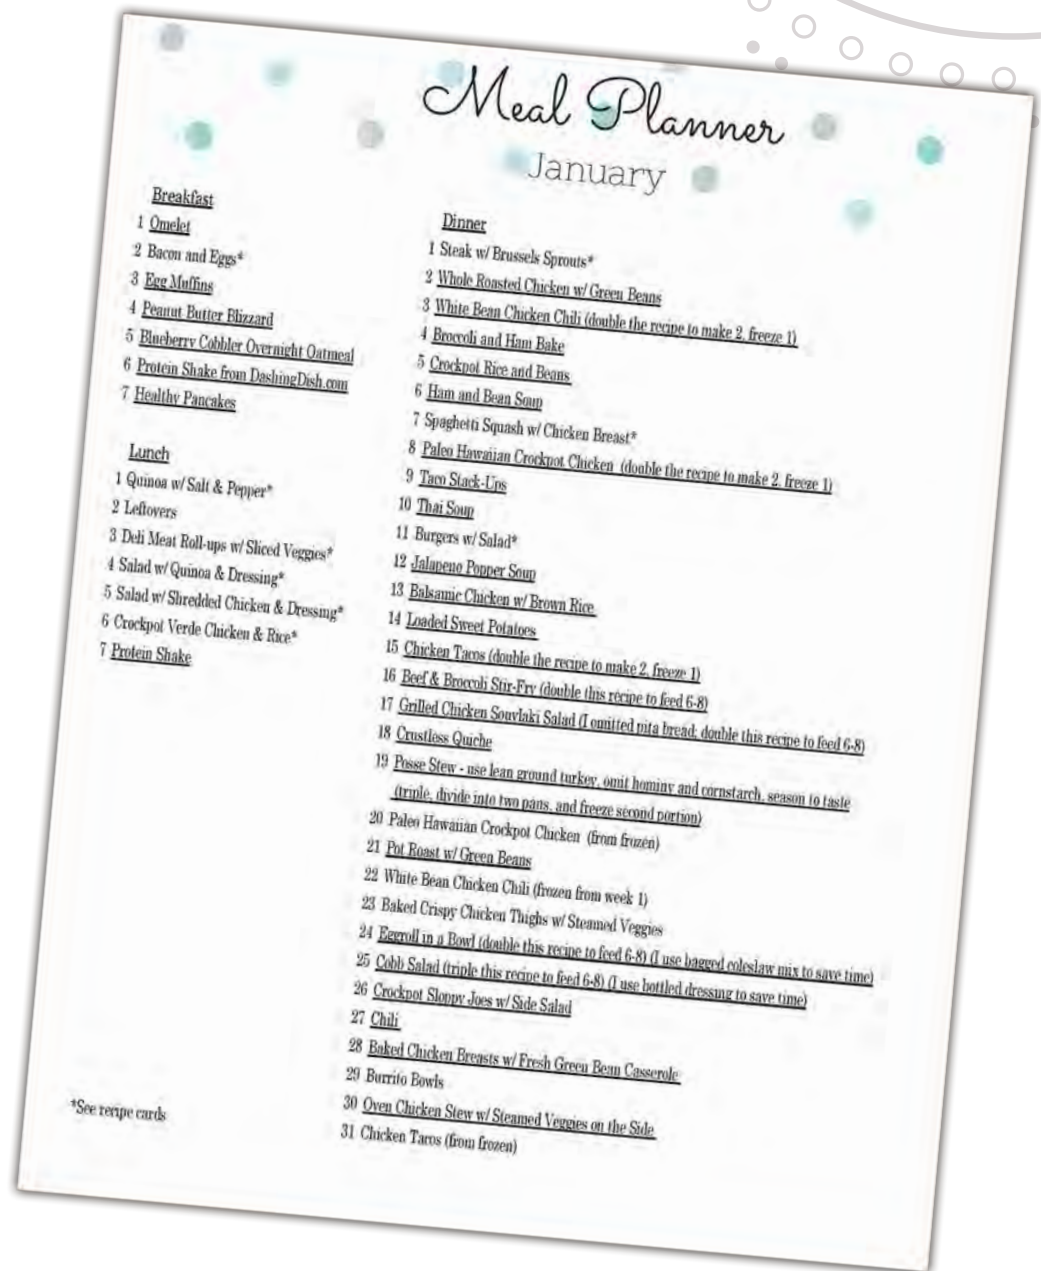 Meal Planner
January
Breakfast
1 Omelet
2 Bacon and Eggs*
3 Egg Muffins
4 Peanut Butter Blizzard
5 Blueberry Cobbler Overnight Oatmeal
6 Protein Shake from DashingDish.com
7 Healthy Pancakes
Lunch
1 Quinoa w/ Salt & Pepper*
2 Leftovers
3 Deli Meat Roll-ups w/ Sliced Veggies*
4 Salad w/ Quinoa & Dressing*
5 Salad w/ Shredded Chicken & Dressing*
6 Crockpot Verde Chicken & Rice*
7 Protein Shake
*See recipe cards
Dinner
1 Steak w/ Brussels Sprouts*
2 Whole Roasted Chicken w/ Green Beans
3 White Bean Chicken Chili (double the recipe to make 2, freeze 1)
4 Broccoli and Ham Bake
5 Crockpot Rice and Beans
6 Ham and Bean Soup
7 Spaghetti Squash w/ Chicken Breast*
8 Paleo Hawaiian Crockpot Chicken (double the recipe to make 2, freeze 1)
9 Taco Stack-Ups
10 Thai Soup
11 Burgers w/ Salad*
12 Jalapeno Popper Soup
13 Balsamic Chicken w/ Brown Rice
14 Loaded Sweet Potatoes
15 Chicken Tacos (double the recipe to make 2, freeze 1)
16 Beef & Broccoli Stir-Fry (double this recipe to feed 6-8)
17 Grilled Chicken Souvlaki Salad (I omitted pita bread; double this recipe to feed 6-8)
18 Crustless Quiche
19 Posse Stew - use lean ground turkey, omit hominy and cornstarch, season to taste
(triple, divide into two pans, and freeze second portion)
20 Paleo Hawaiian Crockpot Chicken (from frozen)
21 Pot Roast w/ Green Beans
22 White Bean Chicken Chili (frozen from week 1)
23 Baked Crispy Chicken Thighs w/ Steamed Veggies
24 Eggroll in a Bowl (double this recipe to feed 6-8) (I use bagged coleslaw mix to save time)
25 Cobb Salad (triple this recipe to feed 6-8) (I use bottled dressing to save time)
26 Crockpot Sloppy Joes w/ Side Salad
27 Chili
28 Baked Chicken Breasts w/ Fresh Green Bean Casserole
29 Burrito Bowls
30 Oven Chicken Stew w/ Steamed Veggies on the Side
31 Chicken Tacos (from frozen)